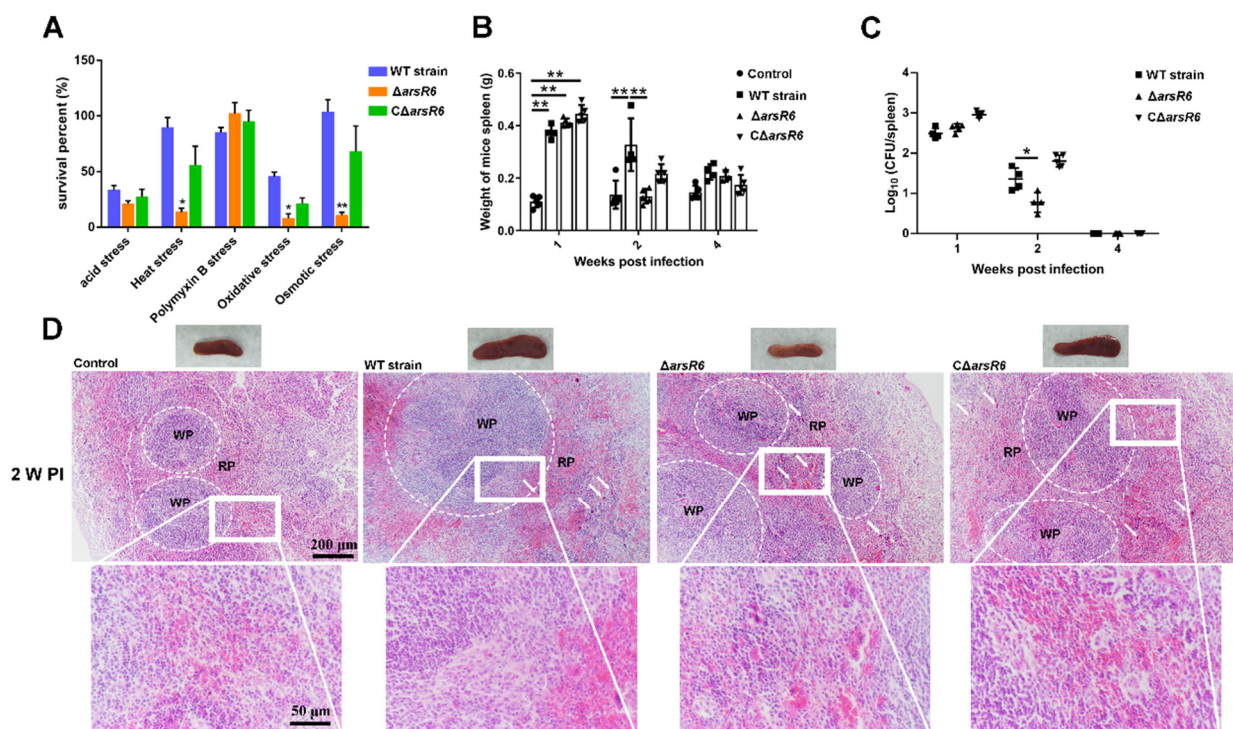 A
survival percent (%)
150
100
50
0
acid stress
Heat stress
Polymyxin B stress
Oxidative stress
Osmotic stress
*
*
**
WT strain
ΔarsR6
CΔarsR6
B
Weight of mice spleen (g)
0.6
0.4
0.2
0.0
**
**
**
** **
1 2 4
Weeks post infection
Control
WT strain
ΔarsR6
CΔarsR6
C
Log10 (CFU/spleen)
4
3
2
1
0
*
1 2 4
Weeks post infection
WT strain
ΔarsR6
CΔarsR6
D
2 W PI
Control
WP
RP
WP
200 μm
50 μm
WT strain
WP
RP
ΔarsR6
WP
RP
WP
WP
CΔarsR6
WP
RP
WP